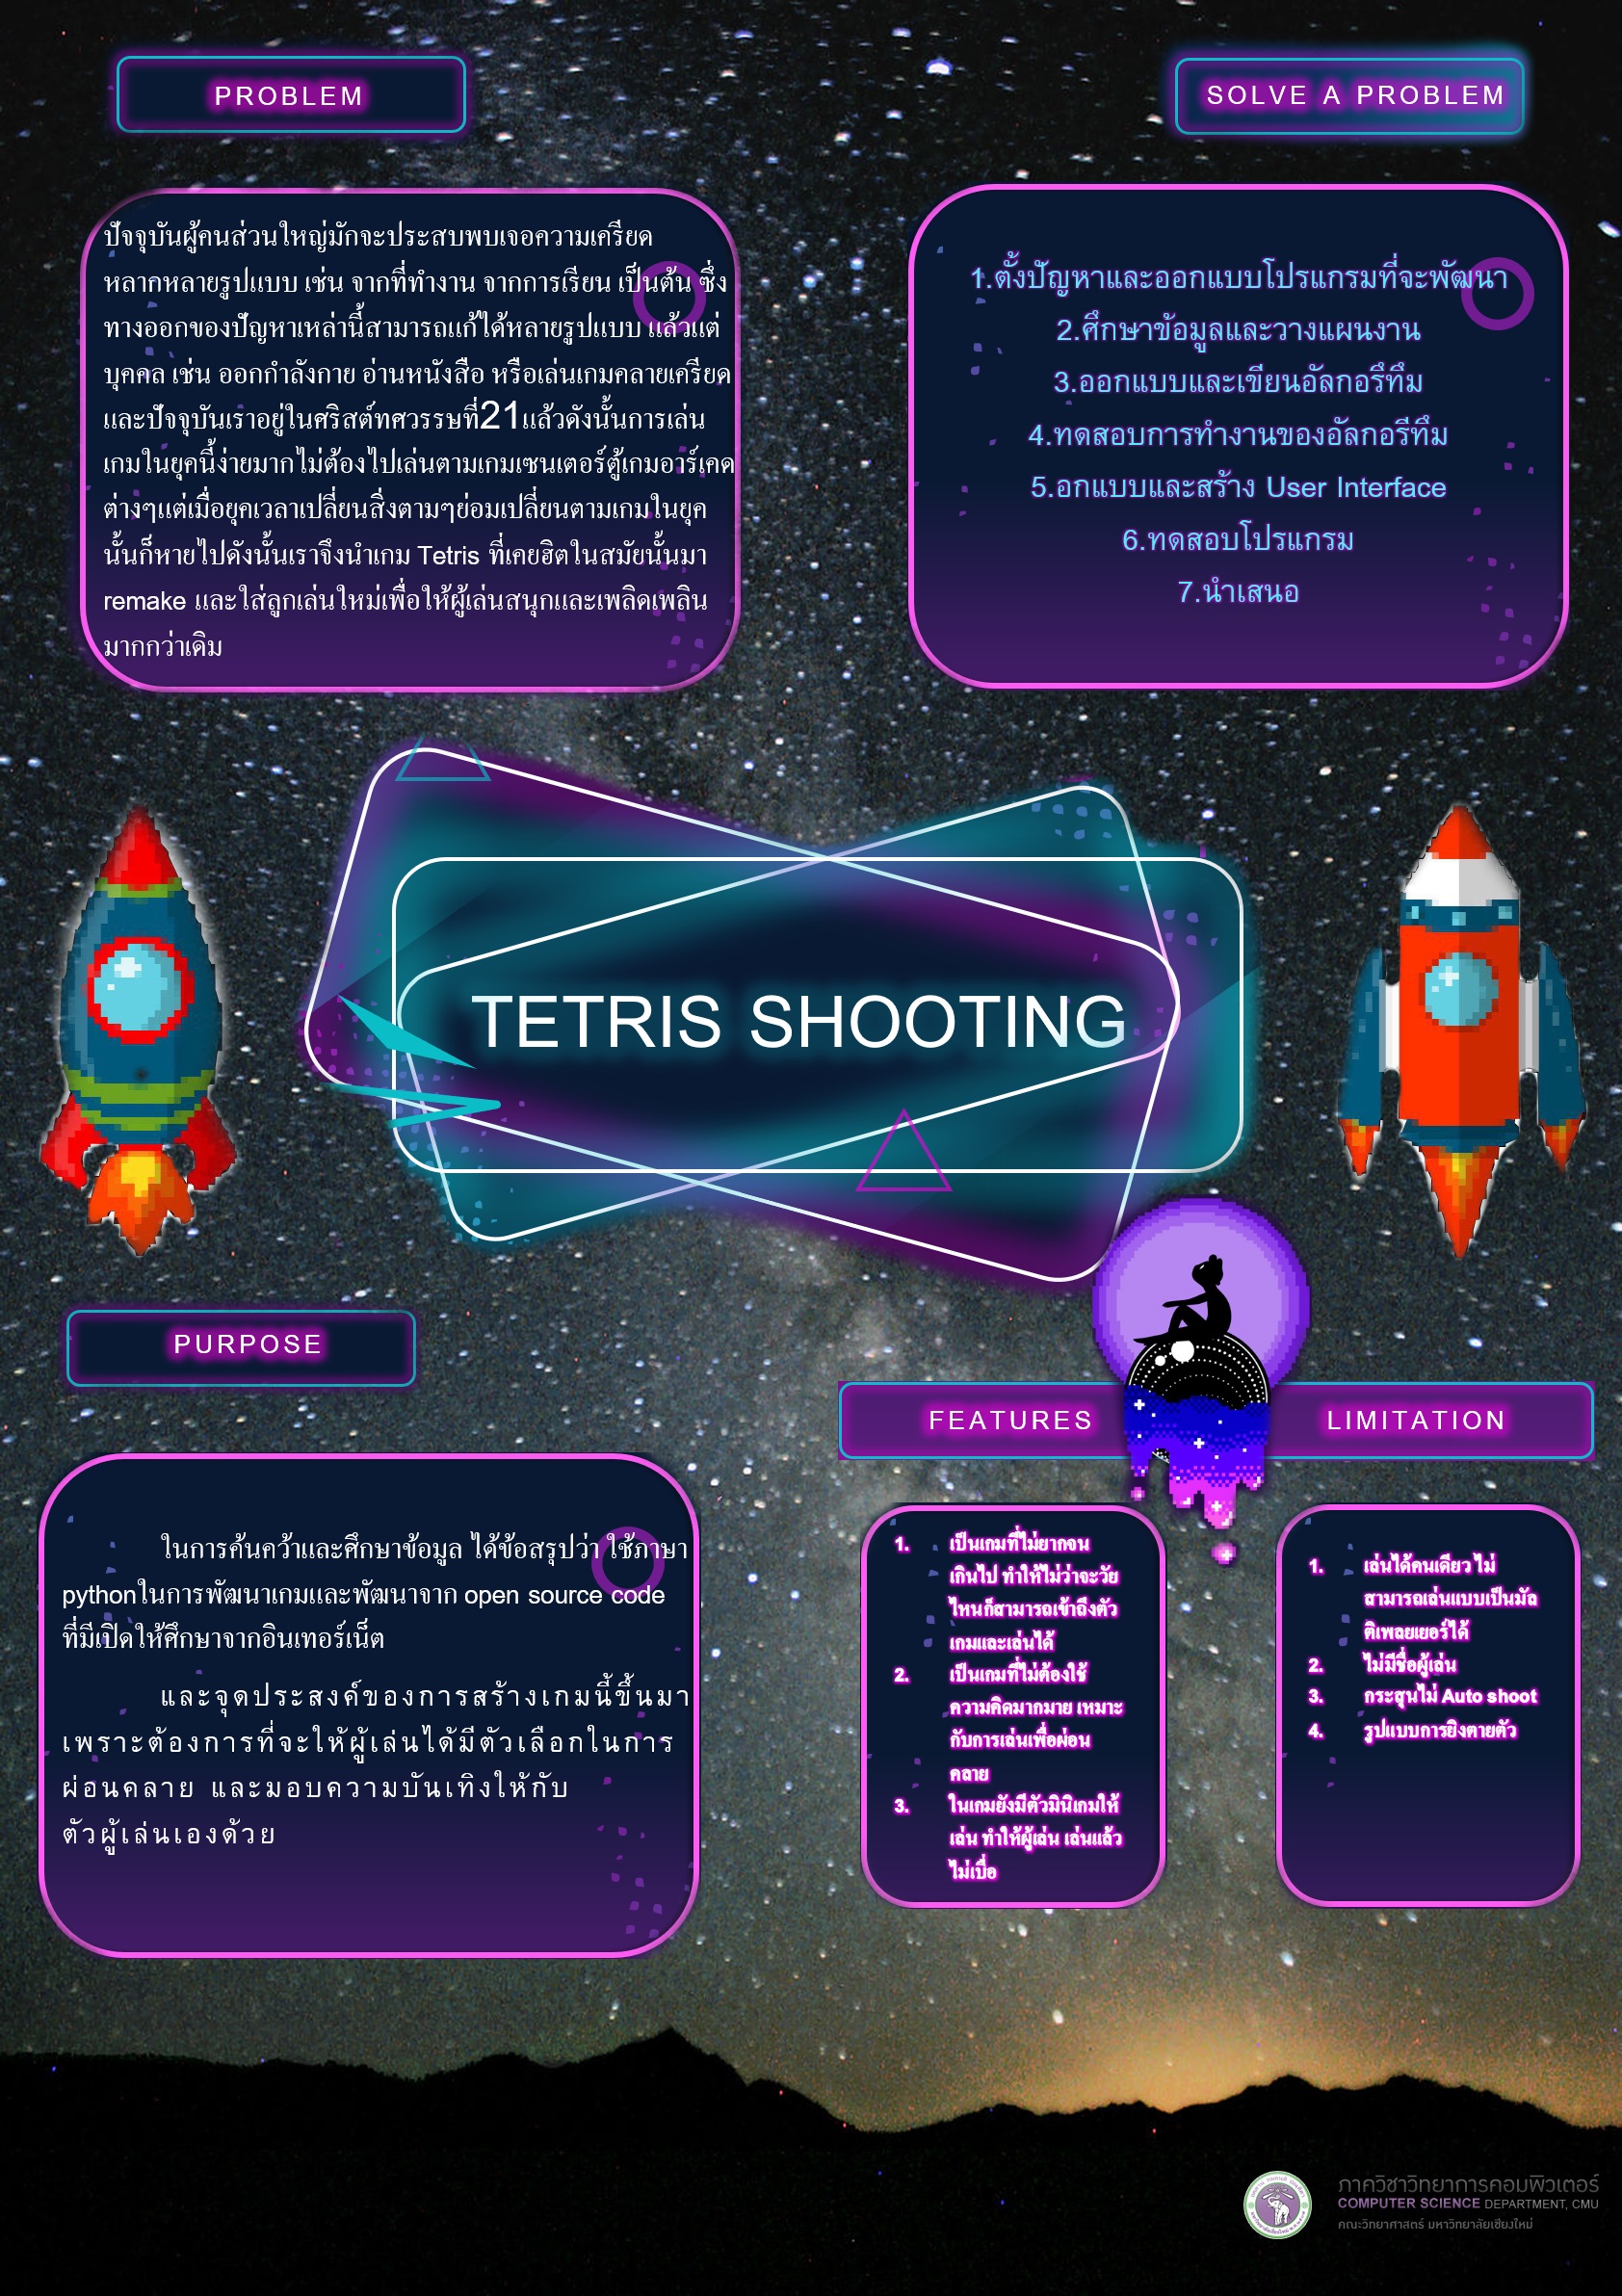 PROBLEM
ปัจจุบันผู้คนส่วนใหญ่มักจะประสบพบเจอความเครียด
หลากหลายรูปแบบ เช่น จากที่ทำงาน จากการเรียน เป็นต้น ซึ่ง
ทางออกของปัญหาเหล่านี้สามารถแก้ได้หลายรูปแบบ แล้วแต่
บุคคล เช่น ออกกำลังกาย อ่านหนังสือ หรือเล่นเกมคลายเครียด
และปัจจุบันเราอยู่ในศริสต์ทศวรรษที่21แล้วดังนั้นการเล่น
เกมในยุคนี้ง่ายมากไม่ต้องไปเล่นตามเกมเซนเตอร์ตู้เกมอาร์เคด
ต่างๆแต่เมื่อยุคเวลาเปลี่ยนสิ่งตามๆย่อมเปลี่ยนตามเกมในยุค
นั้นก็หายไปดังนั้นเราจึงนำเกม Tetris ที่เคยฮิตในสมัยนั้นมา
remake และใส่ลูกเล่นใหม่เพื่อให้ผู้เล่นสนุกและเพลิดเพลิน
มากกว่าเดิม
SOLVE A PROBLEM
1.ตั้งปัญหาและออกแบบโปรแกรมที่จะพัฒนา
2.ศึกษาข้อมูลและวางแผนงาน
3.ออกแบบและเขียนอัลกอรึทึม
4.ทดสอบการทำงานของอัลกอรีทึม
5.อกแบบและสร้าง User Interface
6.ทดสอบโปรแกรม
7.นำเสนอ
TETRIS SHOOTING
PURPOSE
ในการค้นคว้าและศึกษาข้อมูล ได้ข้อสรุปว่า ใช้ภาษา
pythonในการพัฒนาเกมและพัฒนาจาก open source code
ที่มีเปิดให้ศึกษาจากอินเทอร์เน็ต
และจุดประสงค์ของการสร้างเกมนี้ขึ้นมา
เพราะต้องการที่จะให้ผู้เล่นได้มีตัวเลือกในการ
ผ่อนคลาย และมอบความบันเทิงให้กับ
ตัวผู้เล่นเองด้วย
FEATURES
1. เป็นเกมที่ไม่ยากจน
เกินไป ทำให้ไม่ว่าจะวัย
ไหนก็สามารถเข้าถึงตัว
เกมและเล่นได้
2. เป็นเกมที่ไม่ต้องใช้
ความคิดมากมาย เหมาะ
กับการเล่นเพื่อผ่อน
คลาย
3. ในเกมยังมีตัวมินิเกมให้
เล่น ทำให้ผู้เล่น เล่นแล้ว
ไม่เบื่อ
LIMITATION
1. เล่นได้คนเดียว ไม่
สามารถเล่นแบบเป็นมัล
ติเพลยเยอร์ได้
2. ไม่มีชื่อผู้เล่น
3. กระสุนไม่ Auto shoot
4. รูปแบบการยิงตายตัว
ภาควิชาวิทยาการคอมพิวเตอร์
COMPUTER SCIENCE DEPARTMENT, CMU
คณะวิทยาศาสตร์ มหาวิทยาลัยเชียงใหม่